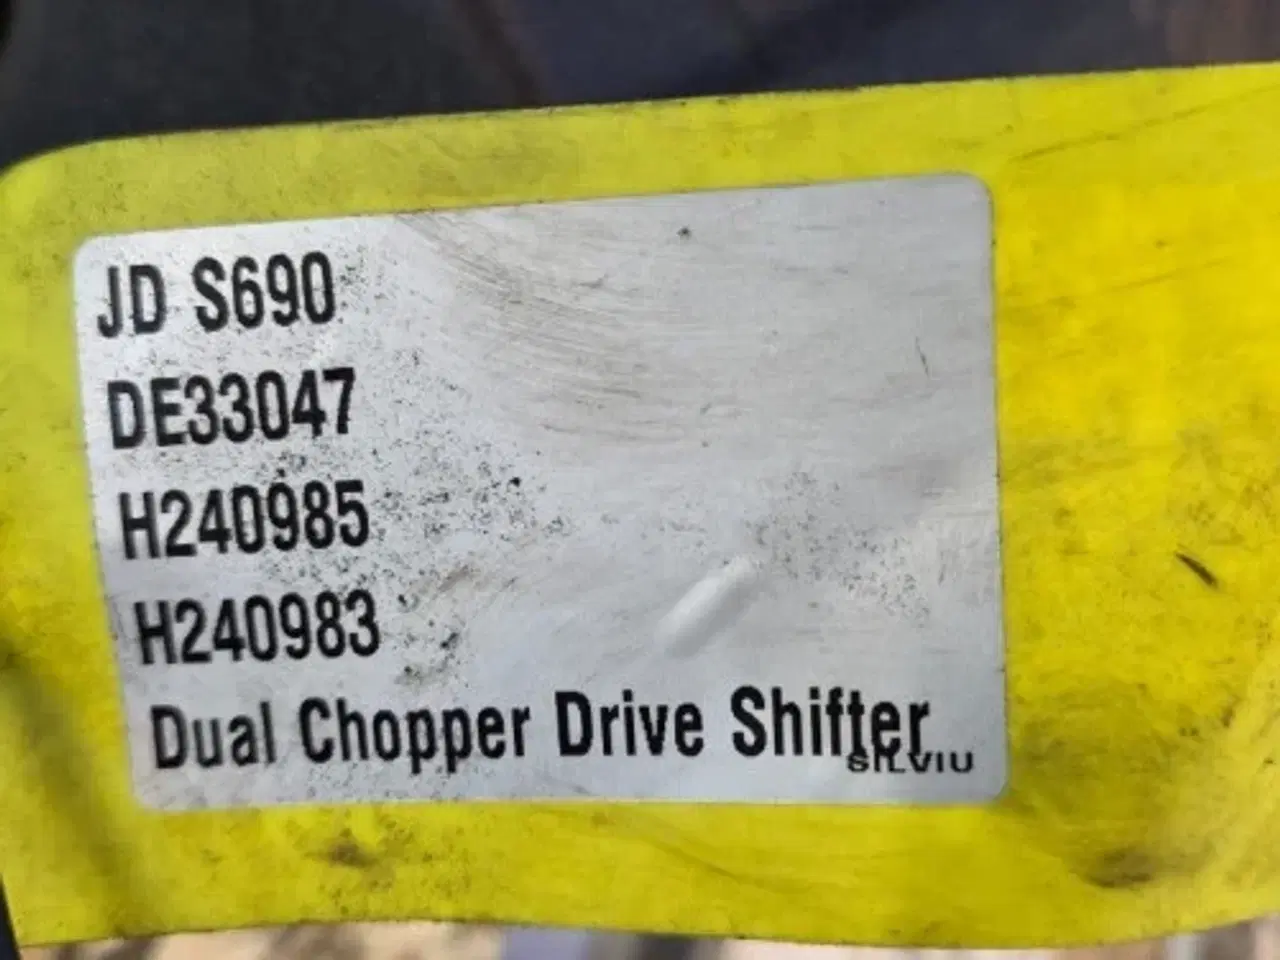 JD S690
DE33047
H240985
H240983
Dual Chopper Drive Shifter
SILVIU